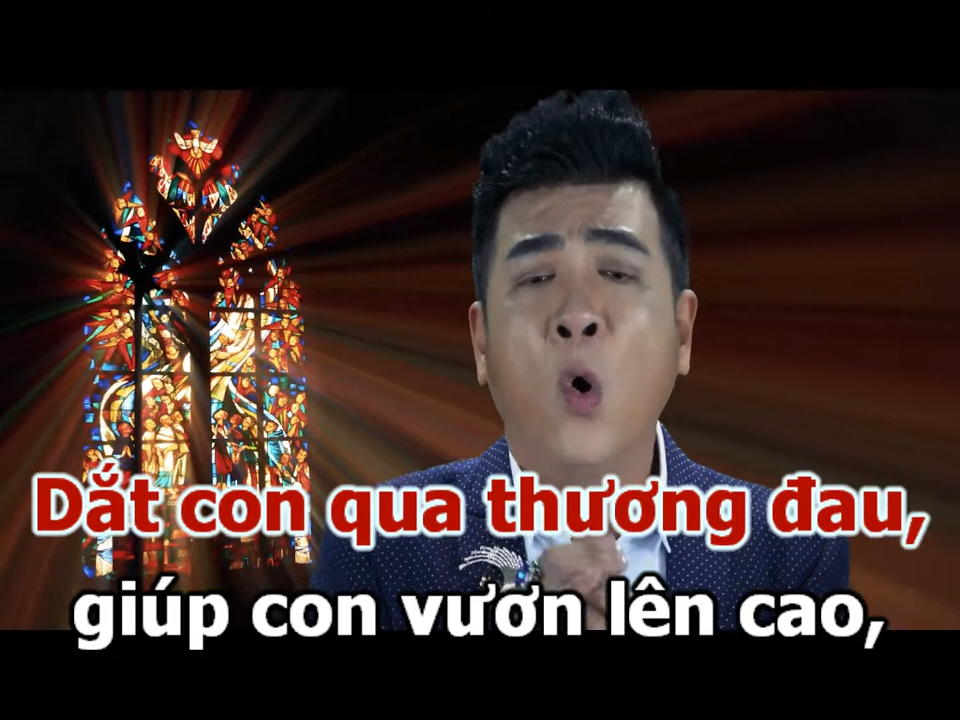 Dắt con qua thương đau,
giúp con vươn lên cao,